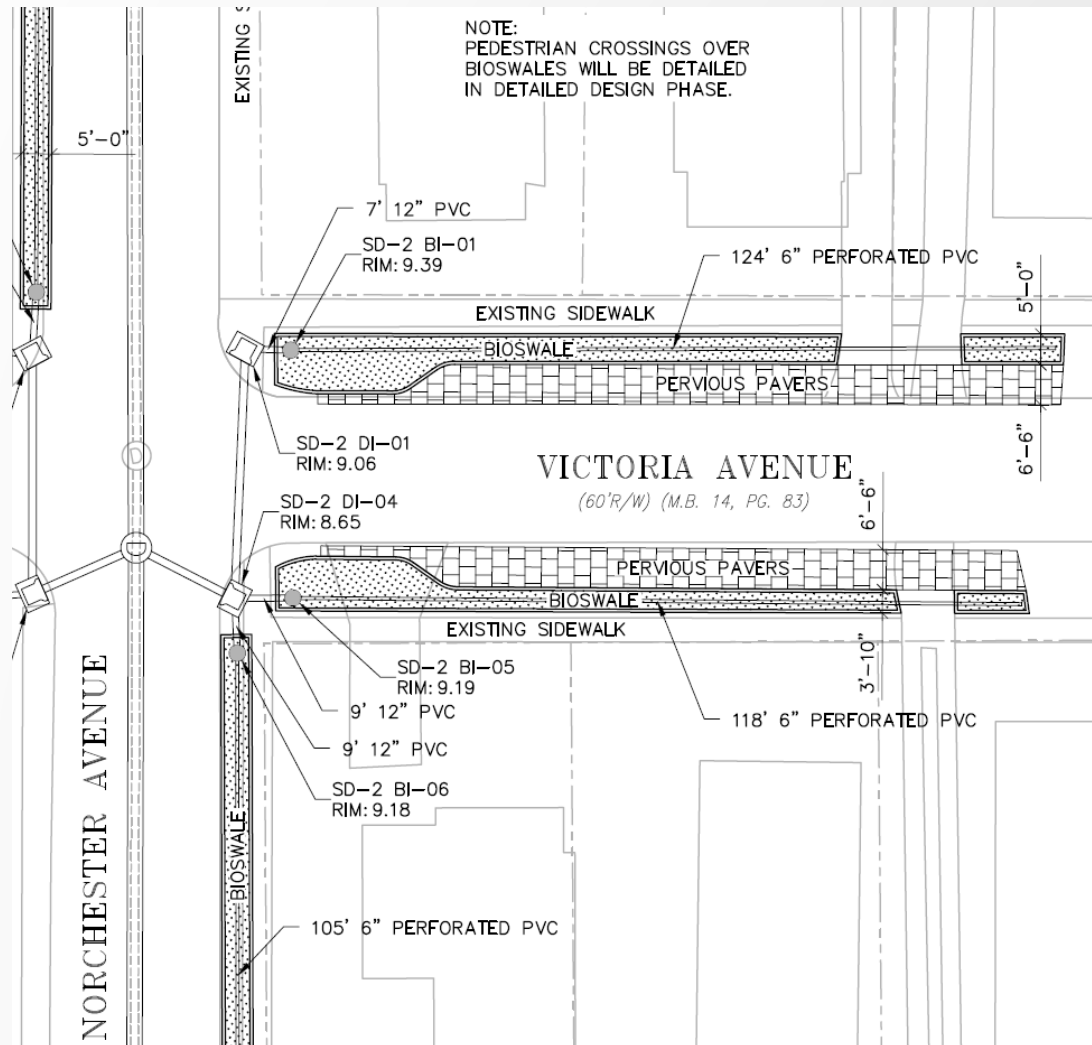 NOTE:
PEDESTRIAN CROSSINGS OVER
BIOSWALES WILL BE DETAILED
IN DETAILED DESIGN PHASE.
EXISTING
5'-0"
7' 12" PVC
SD-2 BI-01
RIM: 9.39
124' 6" PERFORATED PVC
5'-0"
EXISTING SIDEWALK
BIOSWALE
PERVIOUS PAVERS
SD-2 DI-01
RIM: 9.06
6'-6"
VICTORIA AVENUE
(60'R/W) (M.B. 14, PG. 83)
6'-6"
D
SD-2 DI-04
RIM: 8.65
D
PERVIOUS PAVERS
BIOSWALE
EXISTING SIDEWALK
3'-10"
SD-2 BI-05
RIM: 9.19
9' 12" PVC
118' 6" PERFORATED PVC
9' 12" PVC
SD-2 BI-06
RIM: 9.18
BIOSWALE
NORCHESTER AVENUE
105' 6" PERFORATED PVC